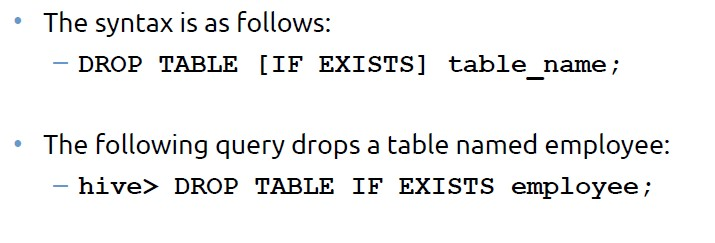 • The syntax is as follows:
– DROP TABLE [IF EXISTS] table_name;
• The following query drops a table named employee:
– hive> DROP TABLE IF EXISTS employee;